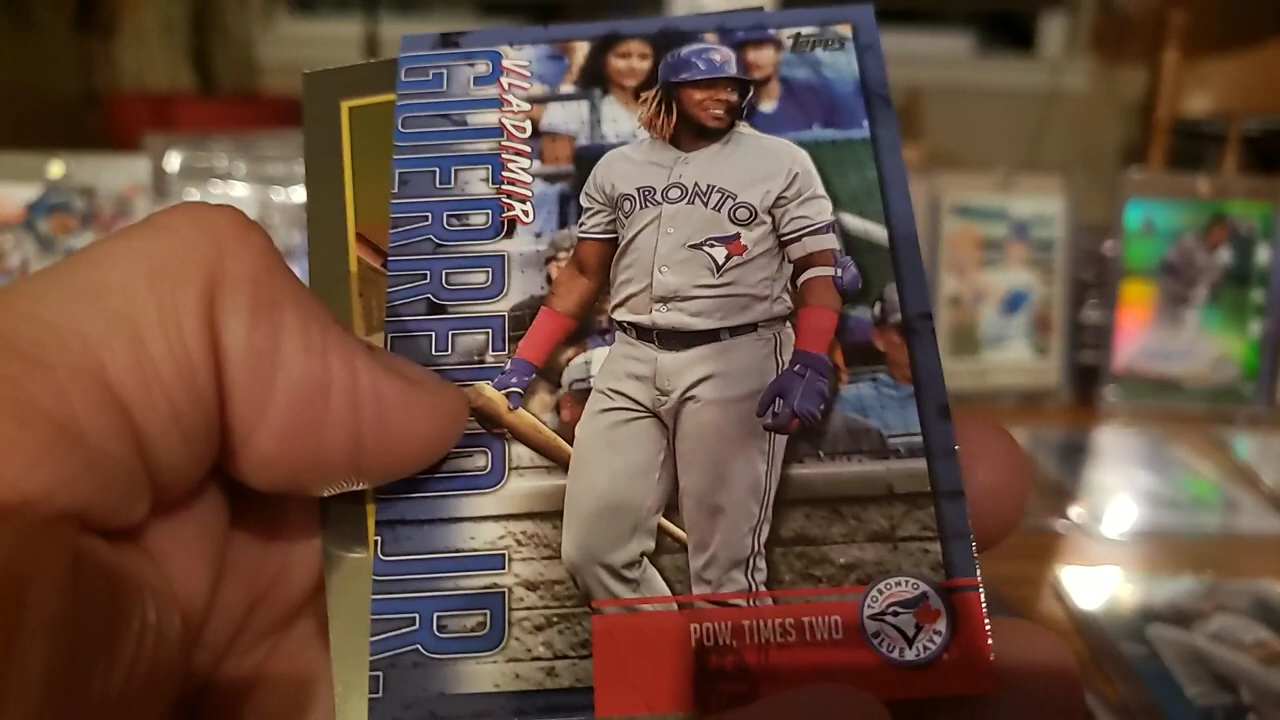 Topps
VLADIMIR
GUERRERO JR.
TORONTO
POW, TIMES TWO
TORONTO
BLUE JAYS